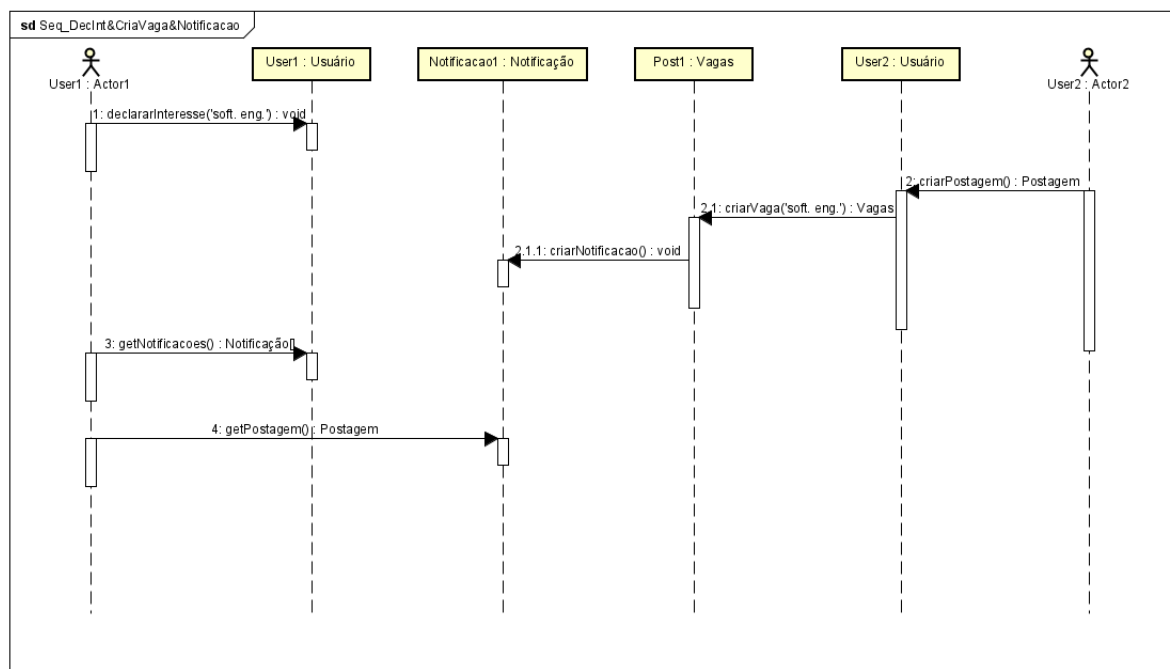 sd Seq_DecInt&CriaVaga&Notificacao
User1 : Actor1
User1 : Usuário
Notificacao1 : Notificação
Post1 : Vagas
User2 : Usuário
User2 : Actor2
1: declararInteresse('soft. eng.') : void
2: criarPostagem() : Postagem
2.1: criarVaga('soft. eng.') : Vagas
2.1.1: criarNotificacao() : void
3: getNotificacoes() : Notificação[]
4: getPostagem() : Postagem